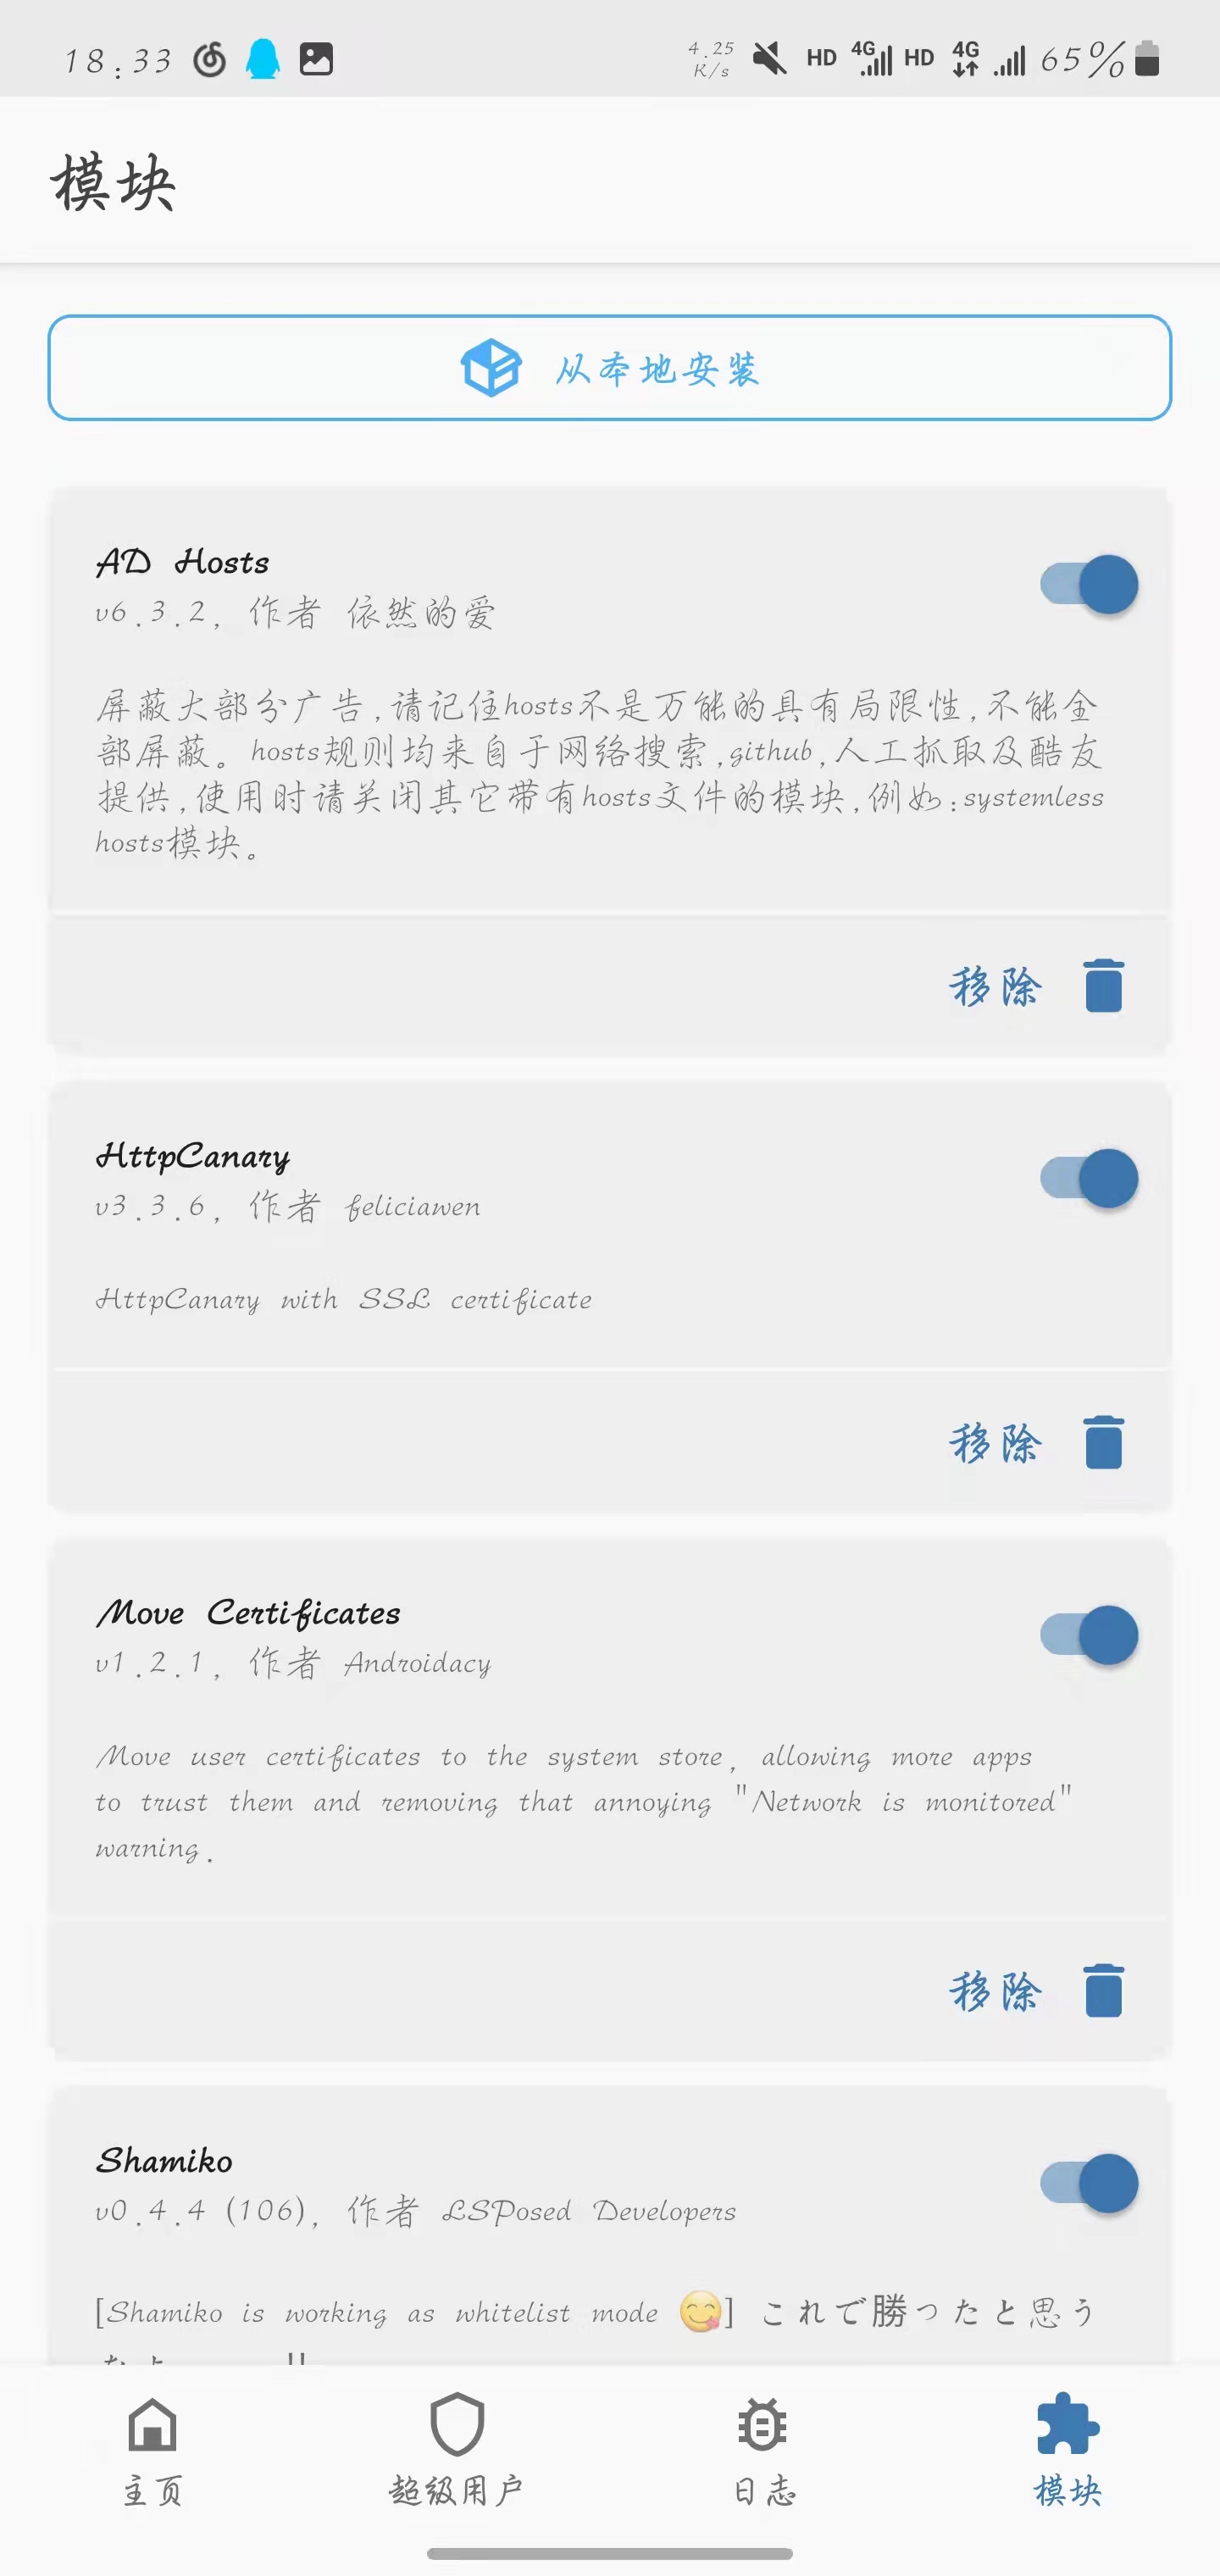 18:33
4.25
K/s
HD 4G HD 4G 65%
模块
从本地安装
AD Hosts
v6.3.2, 作者 依然的爱
屏蔽大部分广告,请记住hosts不是万能的具有局限性,不能全
部屏蔽。hosts规则均来自于网络搜索,github,人工抓取及酷友
提供,使用时请关闭其它带有hosts文件的模块,例如:systemless
hosts模块。
移除
HttpCanary
v3.3.6, 作者 feliciawen
HttpCanary with SSL certificate
移除
Move Certificates
v1.2.1, 作者 Androidacy
Move user certificates to the system store, allowing more apps
to trust them and removing that annoying "Network is monitored"
warning.
移除
Shamiko
v0.4.4 (106), 作者 LSPosed Developers
[Shamiko is working as whitelist mode 😋] これで勝ったと思う
主页
超级用户
日志
模块